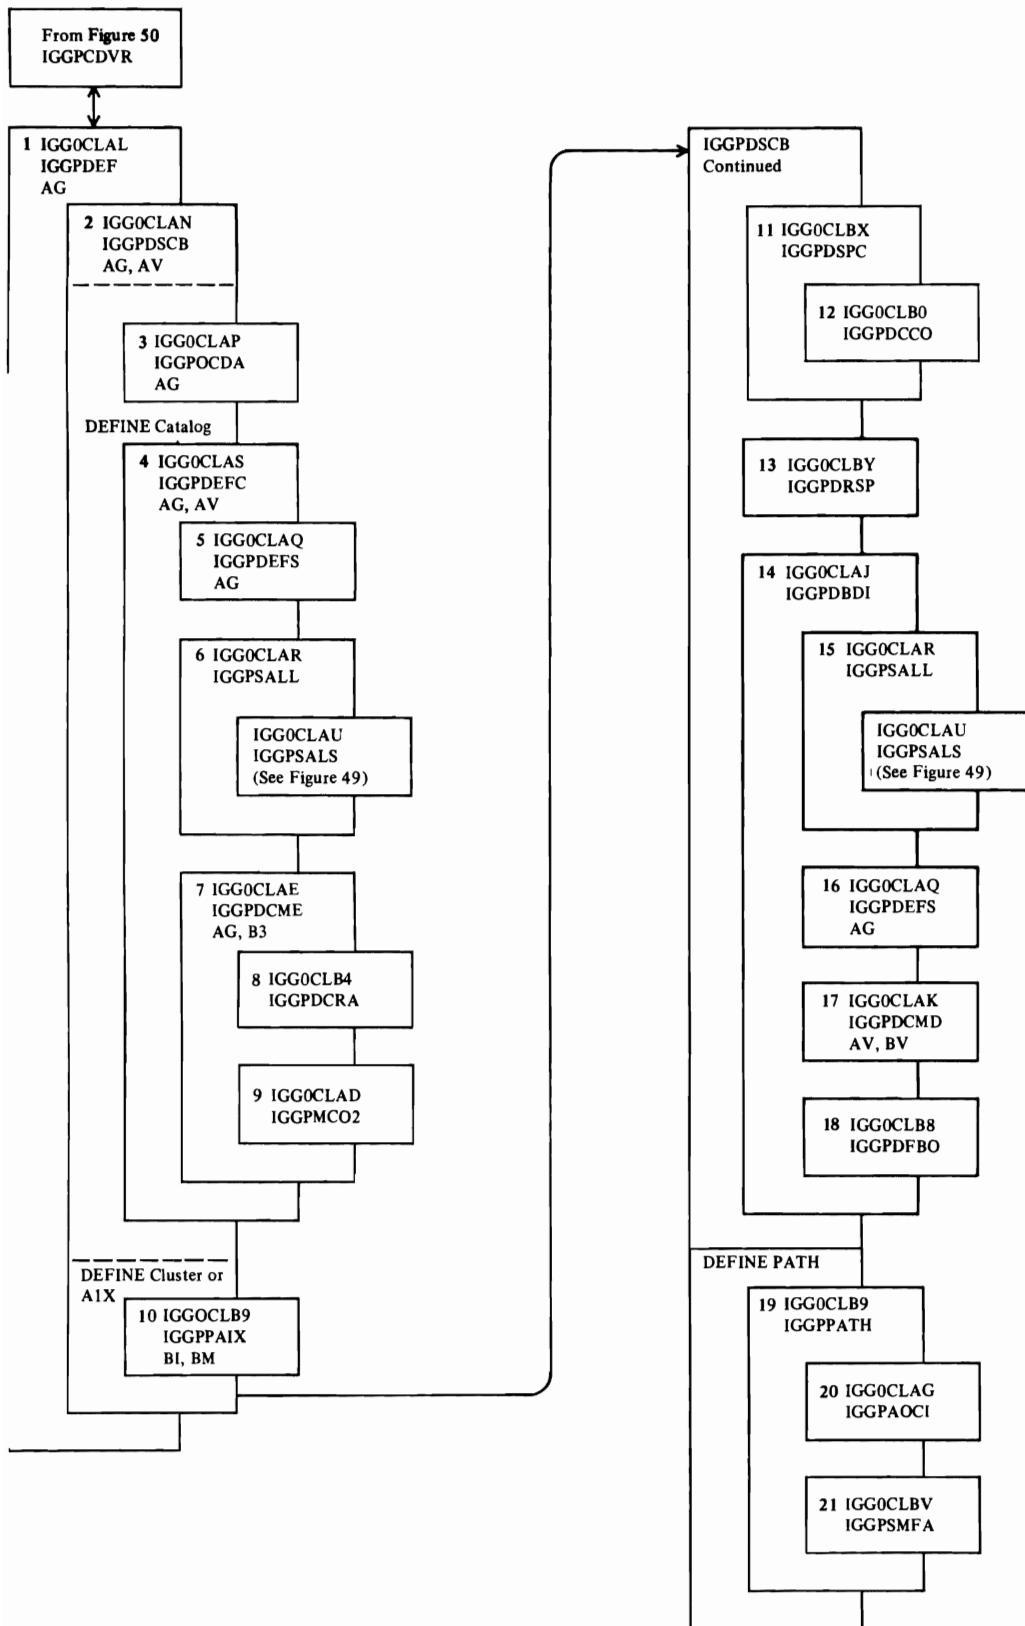 From Figure 50
IGGPCDVR
1 IGG0CLAL
IGGPDEF
AG
2 IGG0CLAN
IGGPDSCB
AG, AV
3 IGG0CLAP
IGGPOCDA
AG
DEFINE Catalog
4 IGG0CLAS
IGGPDEFC
AG, AV
5 IGG0CLAQ
IGGPDEFS
AG
6 IGG0CLAR
IGGPSALL
IGG0CLAU
IGGPSALS
(See Figure 49)
7 IGG0CLAE
IGGPDCME
AG, B3
8 IGG0CLB4
IGGPDCRA
9 IGG0CLAD
IGGPMCO2
DEFINE Cluster or
A1X
10 IGGOCLB9
IGGPPAIX
BI, BM
IGGPDSCB
Continued
11 IGG0CLBX
IGGPDSPC
12 IGG0CLB0
IGGPDCCO
13 IGG0CLBY
IGGPDRSP
14 IGG0CLAJ
IGGPDBDI
15 IGG0CLAR
IGGPSALL
IGG0CLAU
IGGPSALS
(See Figure 49)
16 IGG0CLAQ
IGGPDEFS
AG
17 IGG0CLAK
IGGPDCMD
AV, BV
18 IGG0CLB8
IGGPDFBO
DEFINE PATH
19 IGG0CLB9
IGGPPATH
20 IGG0CLAG
IGGPAOCI
21 IGG0CLBV
IGGPSMFA